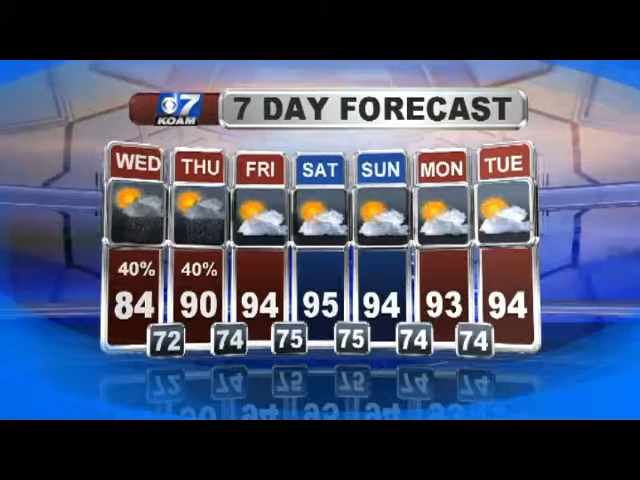 7 KOAM
7 DAY FORECAST
WED THU FRI SAT SUN MON TUE
40% 40%
84 90 94 95 94 93 94
72 74 75 75 74 74